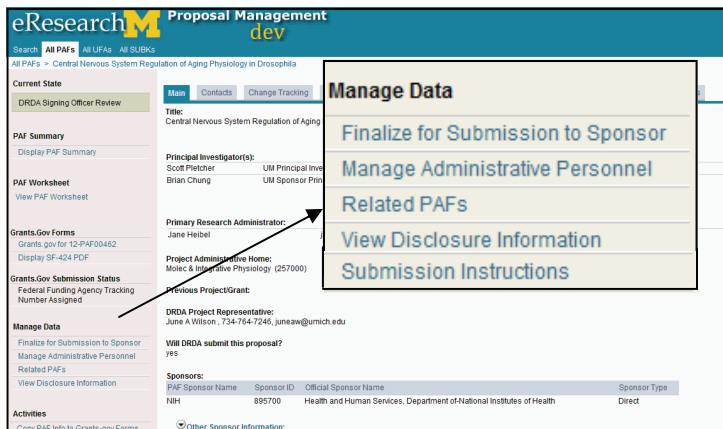 eResearchM Proposal Management
dev
Search All PAFs All UFAs All SUBKs
All PAFs > Central Nervous System Regulation of Aging Physiology in Drosophila
Current State
DRDA Signing Officer Review
PAF Summary
Display PAF Summary
PAF Worksheet
View PAF Worksheet
Grants.Gov Forms
Grants.gov for 12-PAF00462
Display SF-424 PDF
Grants.Gov Submission Status
Federal Funding Agency Tracking
Number Assigned
Manage Data
Finalize for Submission to Sponsor
Manage Administrative Personnel
Related PAFs
View Disclosure Information
Activities
Copy PAF Info to Grants-gov Forms
Main Contacts Change Tracking
Title:
Central Nervous System Regulation of Aging
Principal Investigator(s):
Scott Pletcher UM Principal Inve
Brian Chung UM Sponsor Prin
Primary Research Administrator:
Jane Heibel j
Project Administrative Home:
Molec & Integrative Physiology (257000)
Previous Project/Grant:
DRDA Project Representative:
June A Wilson , 734-764-7246, juneaw@umich.edu
Will DRDA submit this proposal?
yes
Sponsors:
PAF Sponsor Name Sponsor ID Official Sponsor Name Sponsor Type
NIH 895700 Health and Human Services, Department of-National Institutes of Health Direct
Other Sponsor Information:
Manage Data
Finalize for Submission to Sponsor
Manage Administrative Personnel
Related PAFs
View Disclosure Information
Submission Instructions